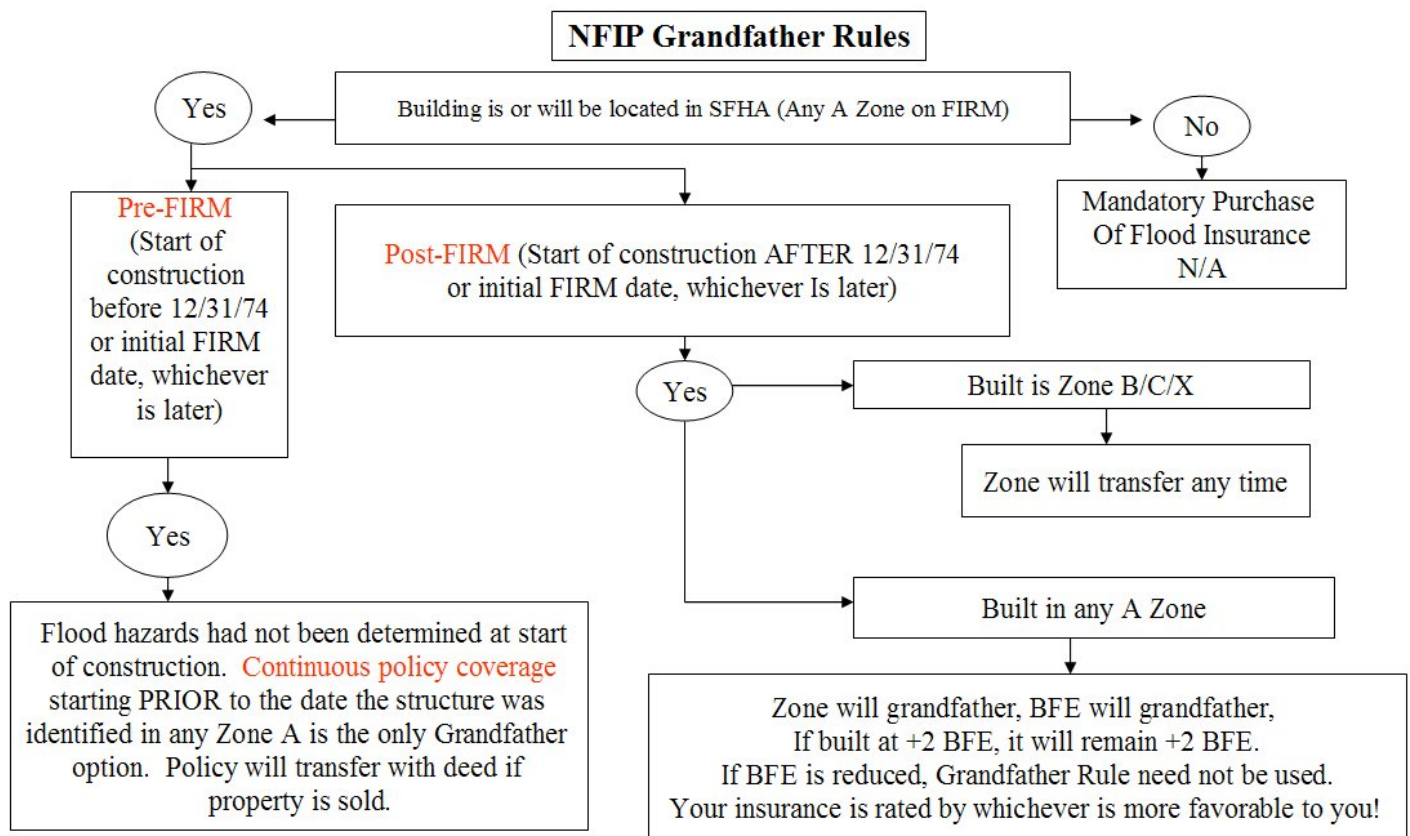 NFIP Grandfather Rules
Yes
Building is or will be located in SFHA (Any A Zone on FIRM)
No
Pre-FIRM
(Start of
construction
before 12/31/74
or initial FIRM
date, whichever
is later)
Post-FIRM (Start of construction AFTER 12/31/74
or initial FIRM date, whichever Is later)
Mandatory Purchase
Of Flood Insurance
N/A
Yes
Built is Zone B/C/X
Zone will transfer any time
Yes
Built in any A Zone
Flood hazards had not been determined at start
of construction. Continuous policy coverage
starting PRIOR to the date the structure was
identified in any Zone A is the only Grandfather
option. Policy will transfer with deed if
property is sold.
Zone will grandfather, BFE will grandfather,
If built at +2 BFE, it will remain +2 BFE.
If BFE is reduced, Grandfather Rule need not be used.
Your insurance is rated by whichever is more favorable to you!